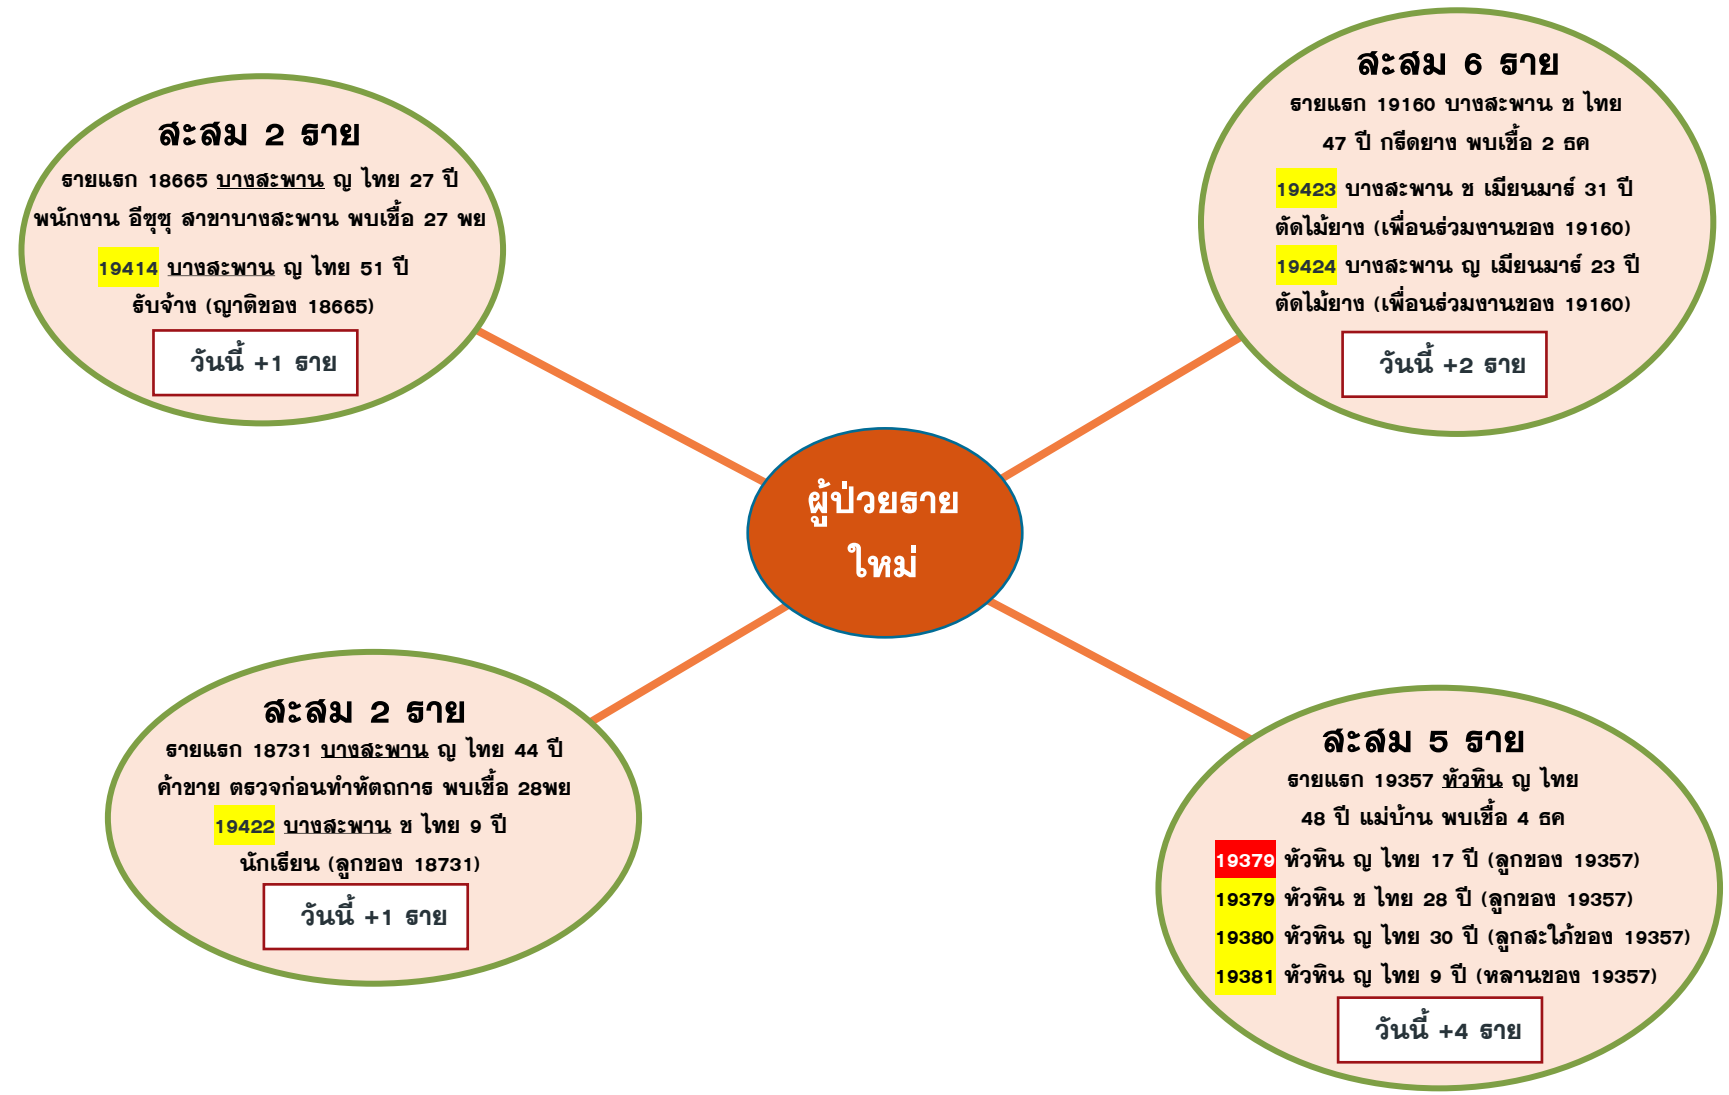 สะสม 2 ราย
รายแรก 18665 บางสะพาน ญ ไทย 27 ปี
พนักงาน อีซุซุ สาขาบางสะพาน พบเชื้อ 27 พย
19414 บางสะพาน ญ ไทย 51 ปี
รับจ้าง (ญาติของ 18665)
วันนี้ +1 ราย
สะสม 6 ราย
รายแรก 19160 บางสะพาน ช ไทย
47 ปี กรีดยาง พบเชื้อ 2 ธค
19423 บางสะพาน ช เมียนมาร์ 31 ปี
ตัดไม้ยาง (เพื่อนร่วมงานของ 19160)
19424 บางสะพาน ญ เมียนมาร์ 23 ปี
ตัดไม้ยาง (เพื่อนร่วมงานของ 19160)
วันนี้ +2 ราย
ผู้ป่วยราย
ใหม่
สะสม 2 ราย
รายแรก 18731 บางสะพาน ญ ไทย 44 ปี
ค้าขาย ตรวจก่อนทำหัตถการ พบเชื้อ 28พย
19422 บางสะพาน ช ไทย 9 ปี
นักเรียน (ลูกของ 18731)
วันนี้ +1 ราย
สะสม 5 ราย
รายแรก 19357 หัวหิน ญ ไทย
48 ปี แม่บ้าน พบเชื้อ 4 ธค
19379 หัวหิน ญ ไทย 17 ปี (ลูกของ 19357)
19379 หัวหิน ช ไทย 28 ปี (ลูกของ 19357)
19380 หัวหิน ญ ไทย 30 ปี (ลูกสะใภ้ของ 19357)
19381 หัวหิน ญ ไทย 9 ปี (หลานของ 19357)
วันนี้ +4 ราย